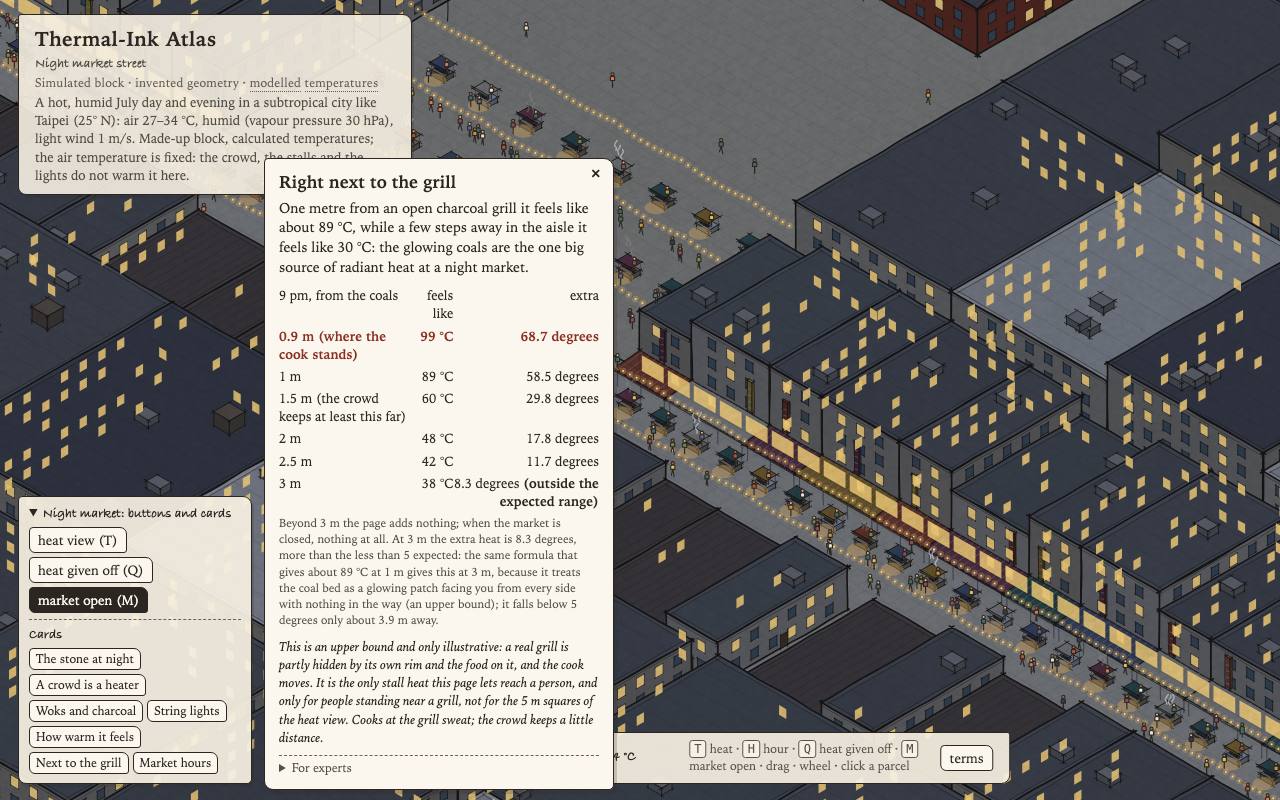 Thermal-Ink Atlas
Night market street
Simulated block · invented geometry · modelled temperatures
A hot, humid July day and evening in a subtropical city like
Taipei (25° N): air 27–34 °C, humid (vapour pressure 30 hPa),
light wind 1 m/s. Made-up block, calculated temperatures;
the air temperature is fixed: the crowd, the stalls and the
lights do not warm it here.
Right next to the grill ×
One metre from an open charcoal grill it feels like
about 89 °C, while a few steps away in the aisle it
feels like 30 °C: the glowing coals are the one big
source of radiant heat at a night market.
9 pm, from the coals feels like extra
0.9 m (where the cook stands) 99 °C 68.7 degrees
1 m 89 °C 58.5 degrees
1.5 m (the crowd keeps at least this far) 60 °C 29.8 degrees
2 m 48 °C 17.8 degrees
2.5 m 42 °C 11.7 degrees
3 m 38 °C 8.3 degrees (outside the expected range)
Beyond 3 m the page adds nothing; when the market is
closed, nothing at all. At 3 m the extra heat is 8.3 degrees,
more than the less than 5 expected: the same formula that
gives about 89 °C at 1 m gives this at 3 m, because it treats
the coal bed as a glowing patch facing you from every side
with nothing in the way (an upper bound); it falls below 5
degrees only about 3.9 m away.
This is an upper bound and only illustrative: a real grill is
partly hidden by its own rim and the food on it, and the cook
moves. It is the only stall heat this page lets reach a person, and
only for people standing near a grill, not for the 5 m squares of
the heat view. Cooks at the grill sweat; the crowd keeps a little
distance.
▶ For experts
▼ Night market: buttons and cards
heat view (T)
heat given off (Q)
market open (M)
Cards
The stone at night
A crowd is a heater
Woks and charcoal String lights
How warm it feels
Next to the grill Market hours
°C
T heat · H hour · Q heat given off · M
market open · drag · wheel · click a parcel
terms